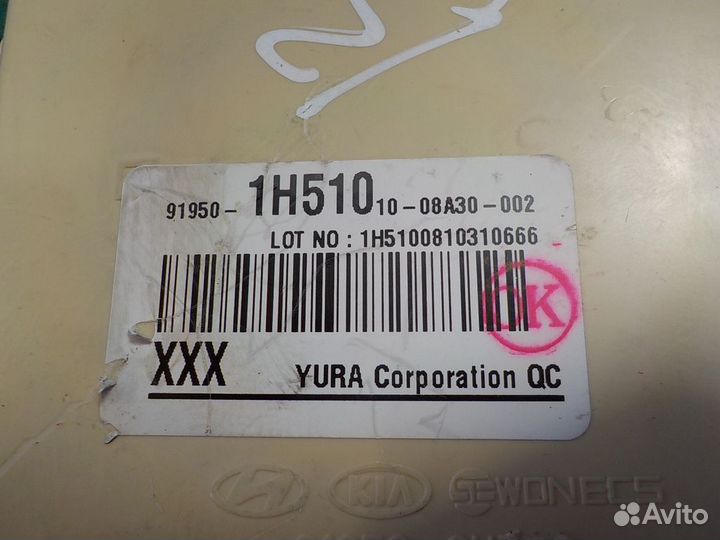 91950- 1H510 10-08A30-002
LOT NO : 1H5100810310666
OK
XXX YURA Corporation QC
KIA SEWONECS
Avito